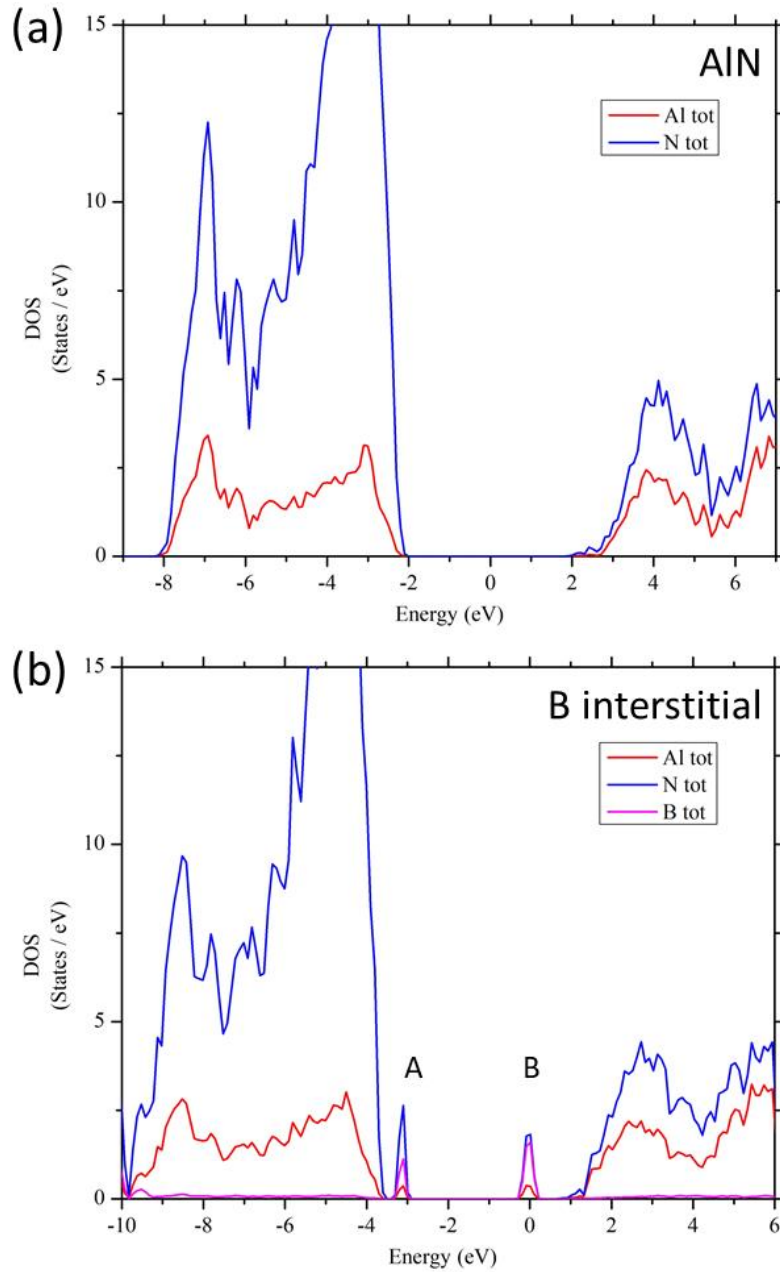 (a)
AlN
Al tot
N tot
15
10
5
0
DOS
(States / eV)
-8 -6 -4 -2 0 2 4 6
Energy (eV)
(b)
B interstitial
Al tot
N tot
B tot
15
10
5
0
DOS
(States / eV)
A
B
-10 -8 -6 -4 -2 0 2 4 6
Energy (eV)